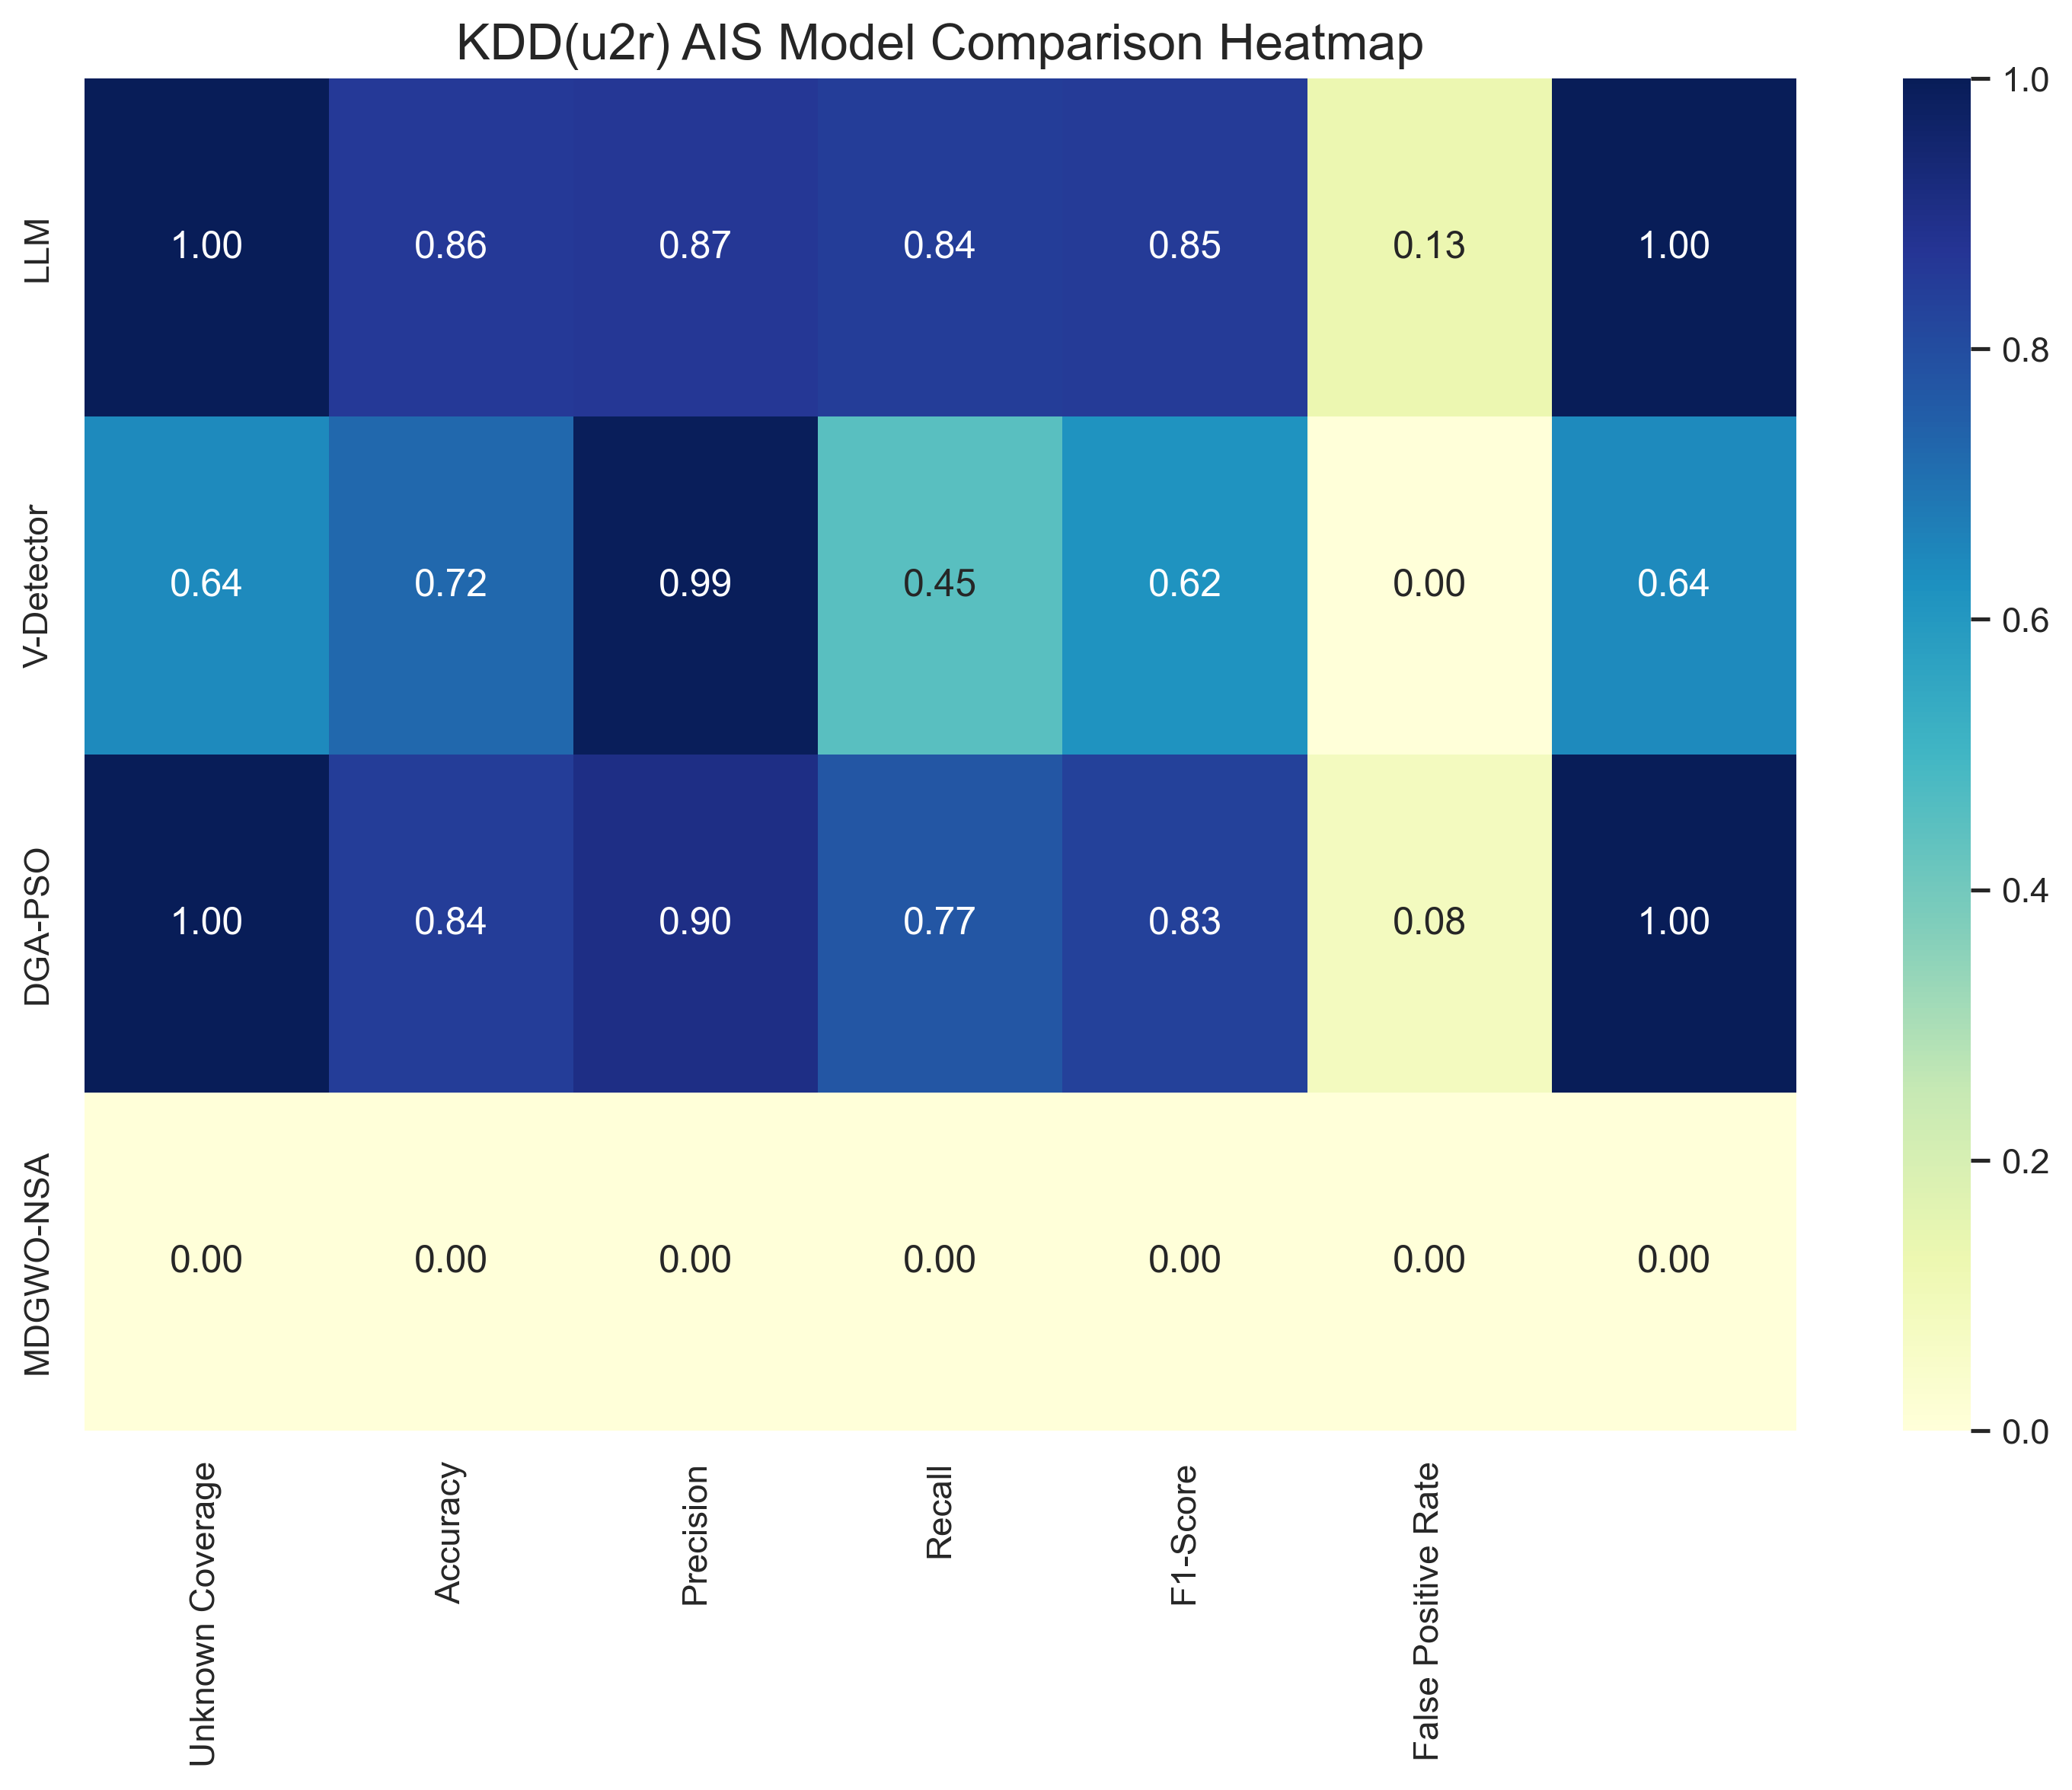 KDD(u2r) AIS Model Comparison Heatmap
LLM
1.00 0.86 0.87 0.84 0.85 0.13 1.00
V-Detector
0.64 0.72 0.99 0.45 0.62 0.00 0.64
DGA-PSO
1.00 0.84 0.90 0.77 0.83 0.08 1.00
MDGWO-NSA
0.00 0.00 0.00 0.00 0.00 0.00 0.00
Unknown Coverage
Accuracy
Precision
Recall
F1-Score
False Positive Rate
1.0
0.8
0.6
0.4
0.2
0.0